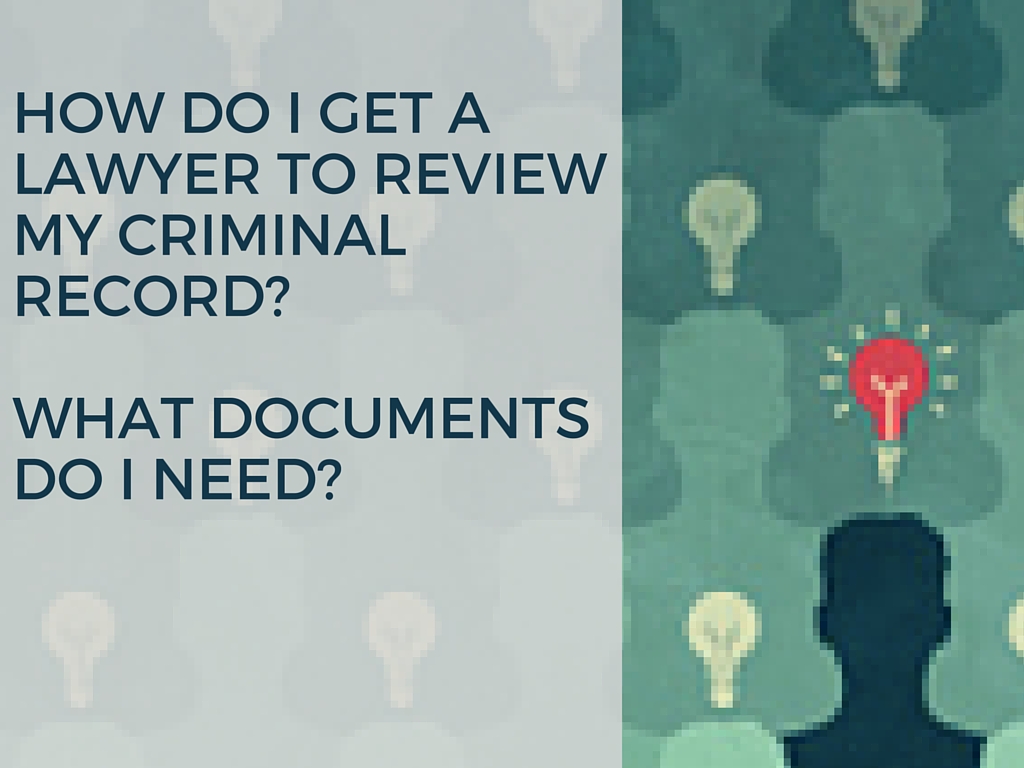 HOW DO I GET A
LAWYER TO REVIEW
MY CRIMINAL
RECORD?
WHAT DOCUMENTS
DO I NEED?